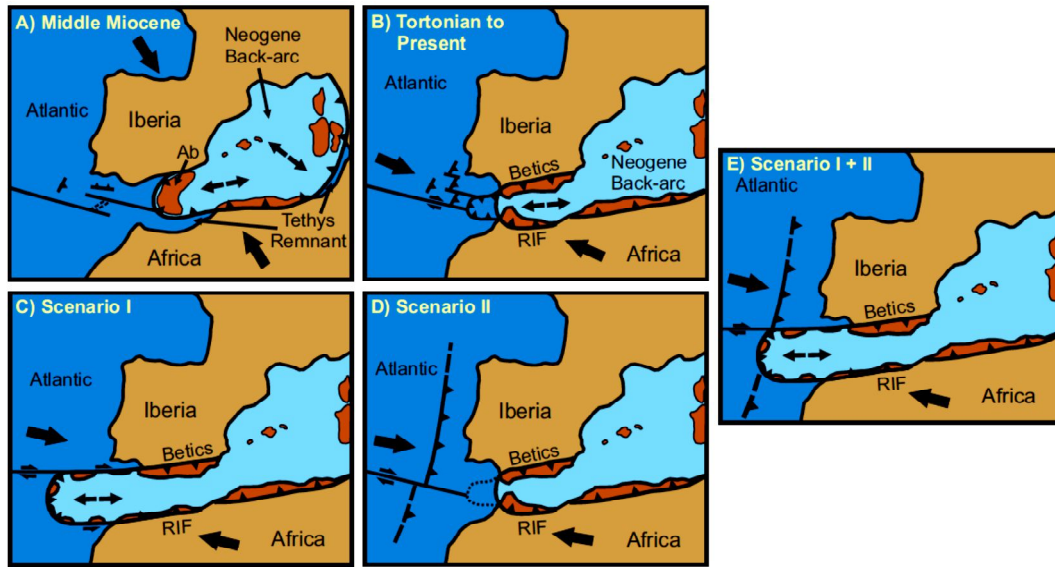 A) Middle Miocene
Neogene
Back-arc
Atlantic
Iberia
Ab
Tethys
Remnant
Africa
B) Tortonian to
Present
Atlantic
Iberia
Betics
Neogene
Back-arc
RIF
Africa
C) Scenario I
Atlantic
Iberia
Betics
RIF
Africa
D) Scenario II
Atlantic
Iberia
Betics
RIF
Africa
E) Scenario I + II
Atlantic
Iberia
Betics
RIF
Africa